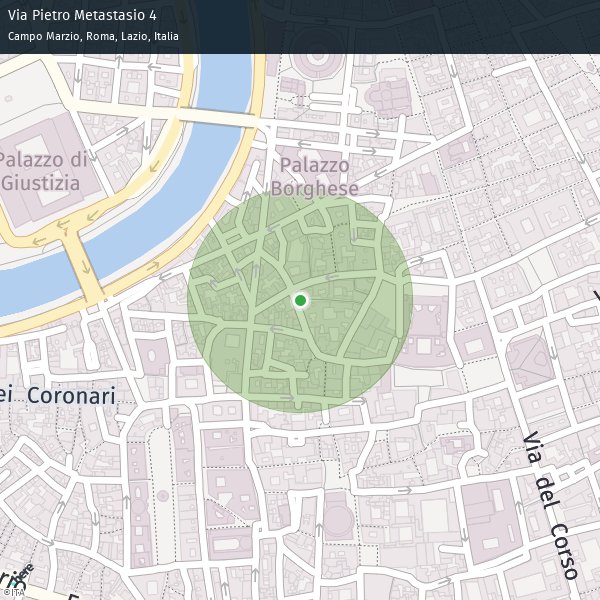 Via Pietro Metastasio 4
Campo Marzio, Roma, Lazio, Italia
Palazzo di
Giustizia
Palazzo
Borghese
ei Coronari
Via del Corso
©ITA